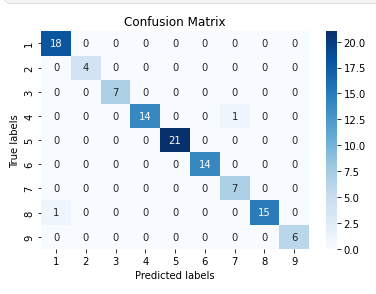 Confusion Matrix
True labels
1 18 0 0 0 0 0 0 0 0
2 0 4 0 0 0 0 0 0 0
3 0 0 7 0 0 0 0 0 0
4 0 0 0 14 0 0 1 0 0
5 0 0 0 0 21 0 0 0 0
6 0 0 0 0 0 14 0 0 0
7 0 0 0 0 0 0 7 0 0
8 1 0 0 0 0 0 0 15 0
9 0 0 0 0 0 0 0 0 6
1 2 3 4 5 6 7 8 9
Predicted labels
20.0
17.5
15.0
12.5
10.0
7.5
5.0
2.5
0.0